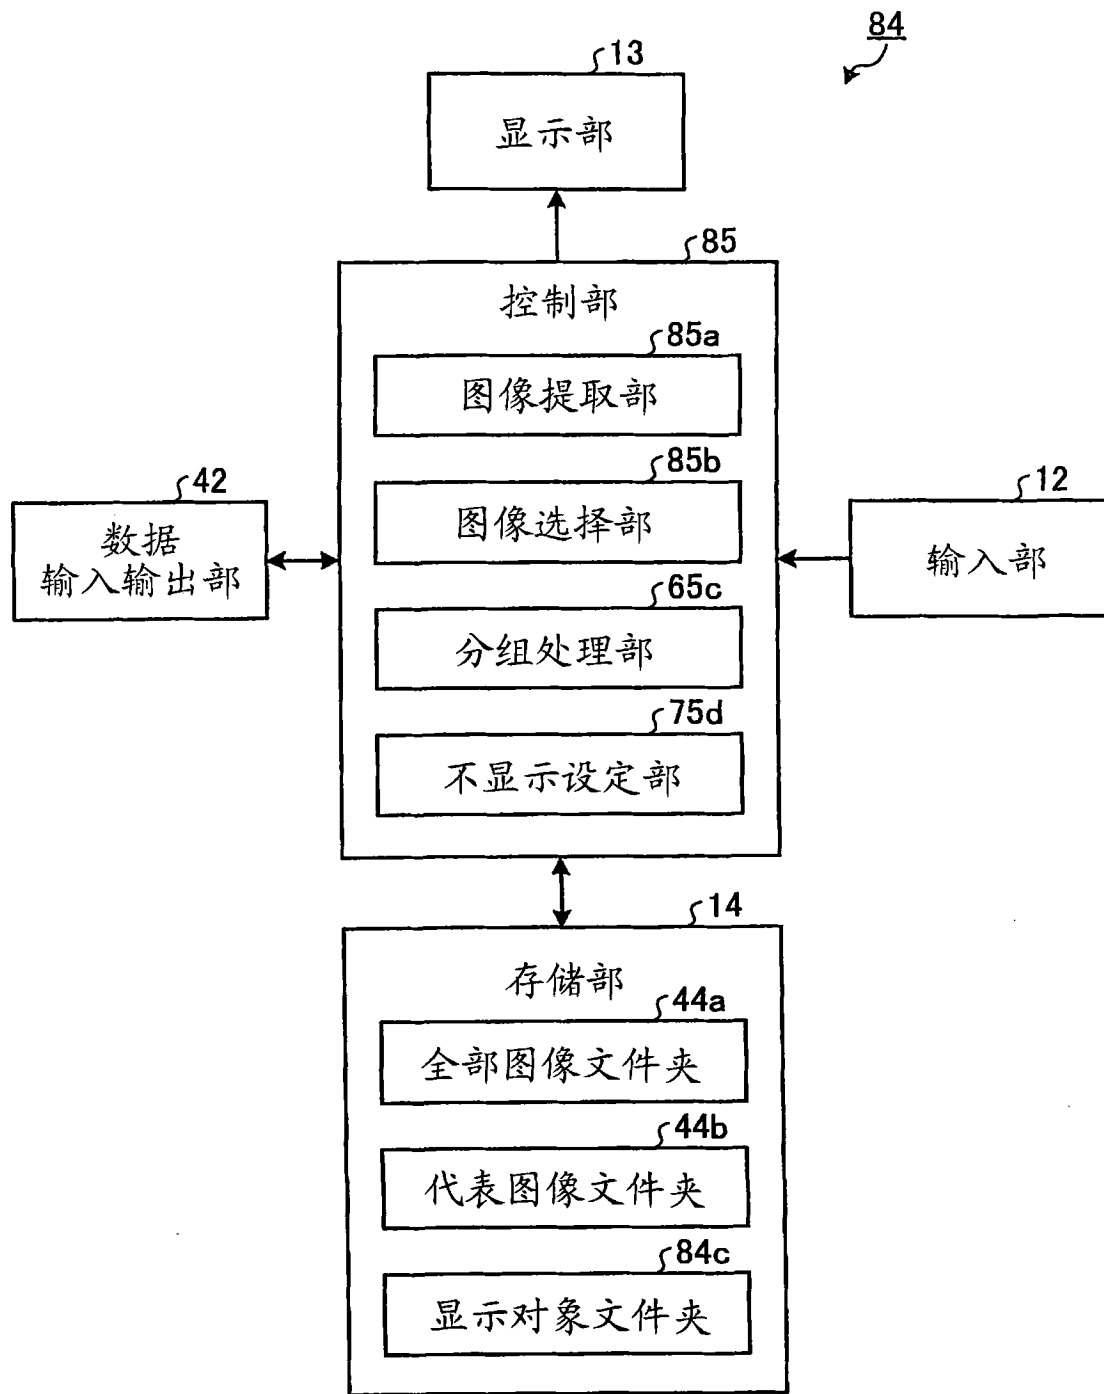 84
13
显示部
85
控制部
85a
图像提取部
85b
图像选择部
65c
分组处理部
75d
不显示设定部
42
数据
输入输出部
12
输入部
14
存储部
44a
全部图像文件夹
44b
代表图像文件夹
84c
显示对象文件夹